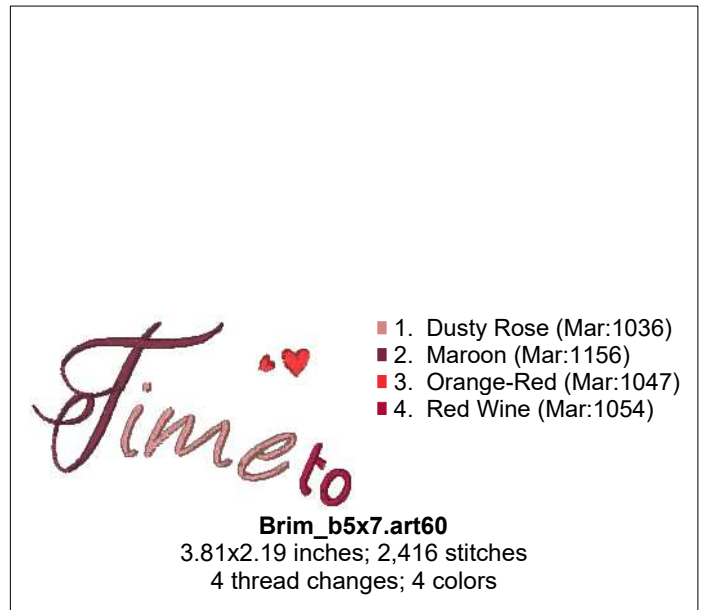 Time to
1. Dusty Rose (Mar:1036)
2. Maroon (Mar:1156)
3. Orange-Red (Mar:1047)
4. Red Wine (Mar:1054)
Brim_b5x7.art60
3.81x2.19 inches; 2,416 stitches
4 thread changes; 4 colors